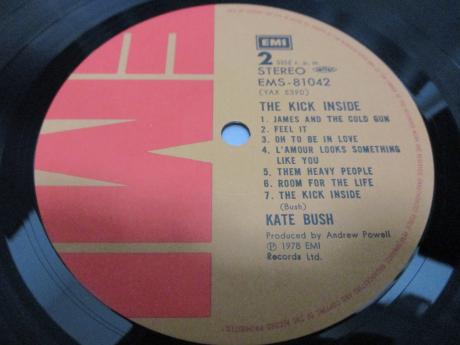 EMI
EMI
2 SIDE
STEREO
EMS-81042
(YAX 5390)
THE KICK INSIDE
1. JAMES AND THE COLD GUN
2. FEEL IT
3. OH TO BE IN LOVE
4. L'AMOUR LOOKS SOMETHING
LIKE YOU
5. THEM HEAVY PEOPLE
6. ROOM FOR THE LIFE
7. THE KICK INSIDE
(Bush)
KATE BUSH
Produced by Andrew Powell
Ⓟ 1978 EMI
Records Ltd.